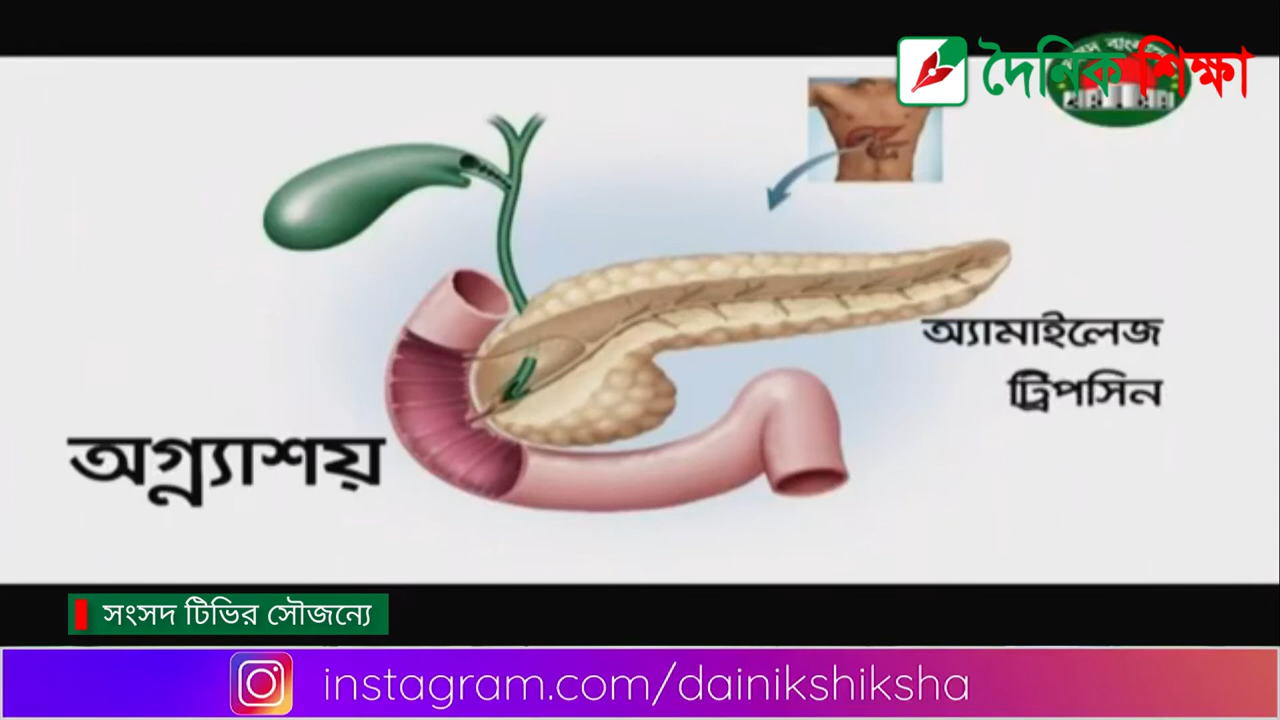 দৈনিক শিক্ষা
অ্যামাইলেজ
ট্রিপসিন
অগ্ন্যাশয়
সংসদ টিভির সৌজন্যে
instagram.com/dainikshiksha